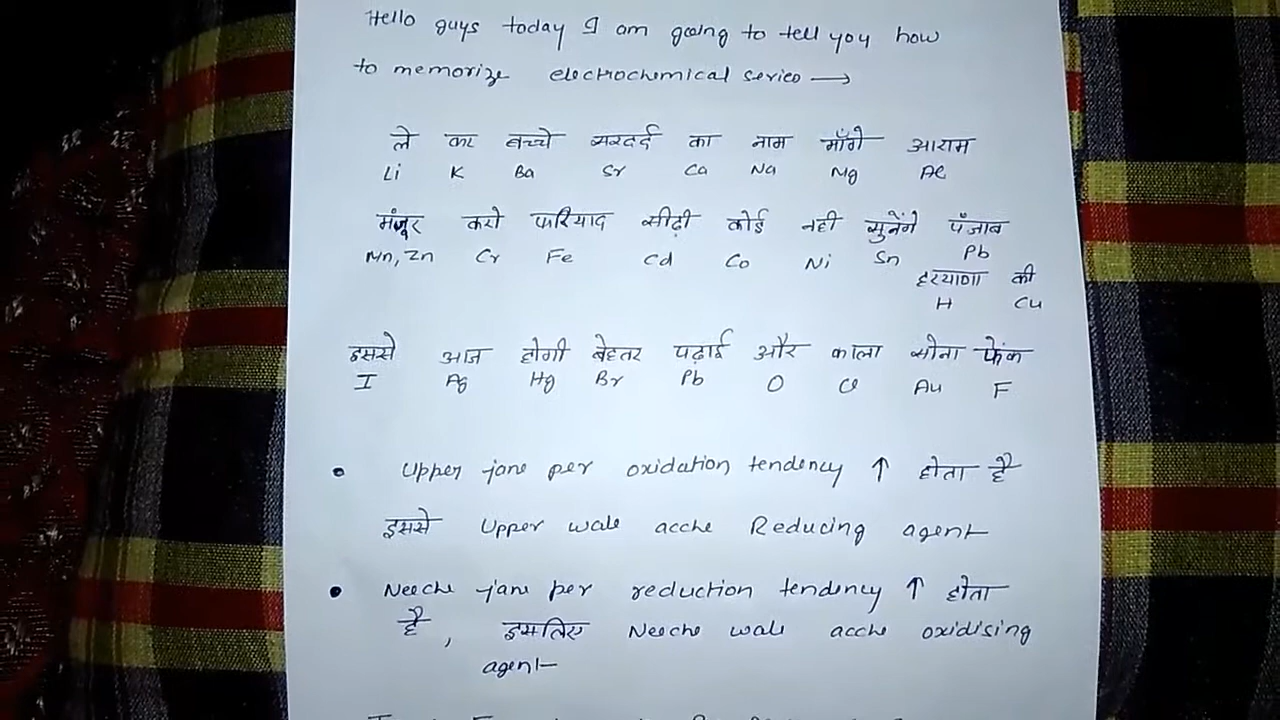 Hello guys today I am going to tell you how
to memorize electrochemical series →
ले कर बच्चे सरदर्द का नाम माँगे आराम
Li K Ba Sr Ca Na Mg Al
मंजूर करो फरियाद सीढ़ी कोई नही सुनेंगे पँजाब
Mn, Zn Cr Fe Cd Co Ni Sn Pb
हरयाणा की
H Cu
इससे आज होगी बेहतर पढ़ाई और काला सोना फेंक
I Ag Hg Br Pb O Cl Au F
• Upper jane per oxidation tendency ↑ होता है
इससे Upper wale acche Reducing agent
• Neeche jane per reduction tendency ↑ होता
है, इसलिए Neeche wale acche oxidising
agent